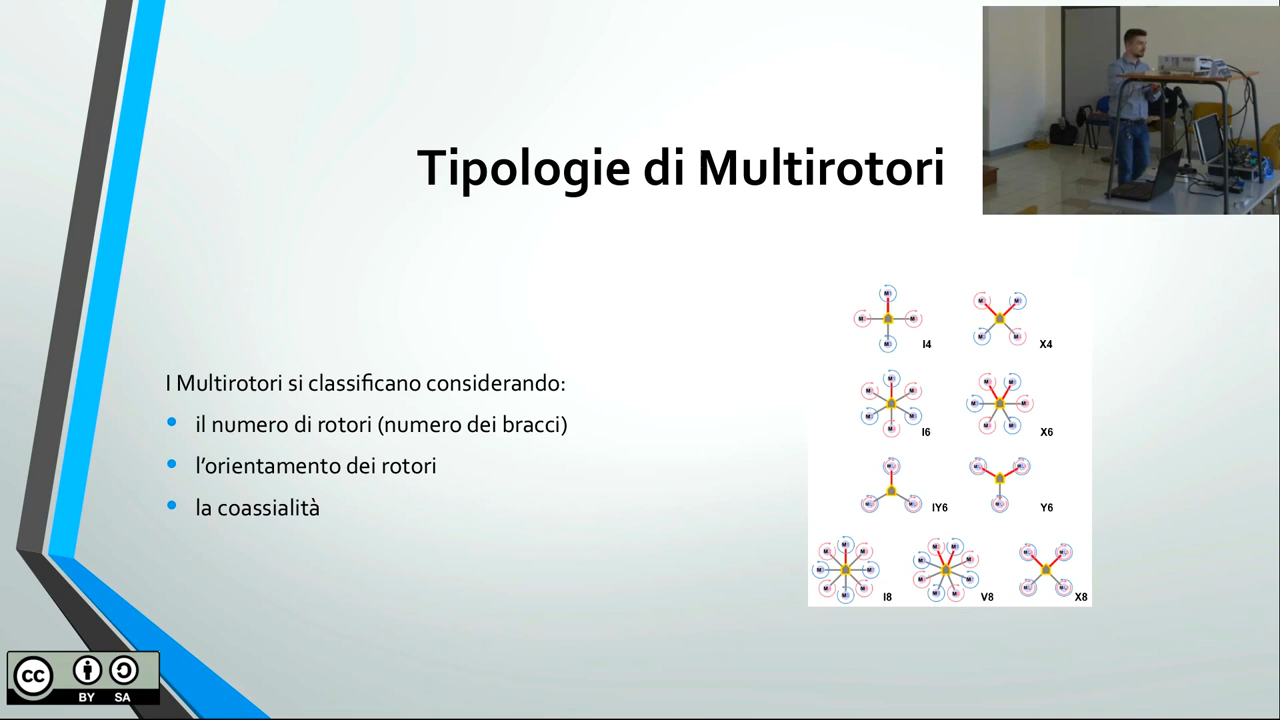 Tipologie di Multirotori
I Multirotori si classificano considerando:
il numero di rotori (numero dei bracci)
l'orientamento dei rotori
la coassialità
I4
X4
I6
X6
IY6
Y6
I8
V8
X8
cc
BY SA